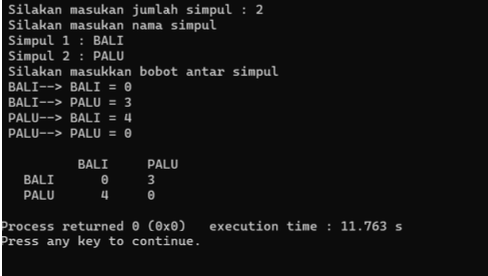 Silakan masukan jumlah simpul : 2
Silakan masukan nama simpul
Simpul 1 : BALI
Simpul 2 : PALU
Silakan masukkan bobot antar simpul
BALI--> BALI = 0
BALI--> PALU = 3
PALU--> BALI = 4
PALU--> PALU = 0
BALI PALU
BALI 0 3
PALU 4 0
Process returned 0 (0x0) execution time : 11.763 s
Press any key to continue.